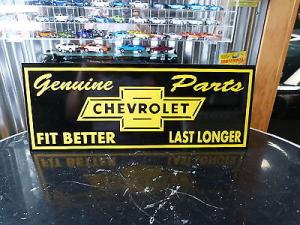 Genuine Parts
CHEVROLET
FIT BETTER LAST LONGER